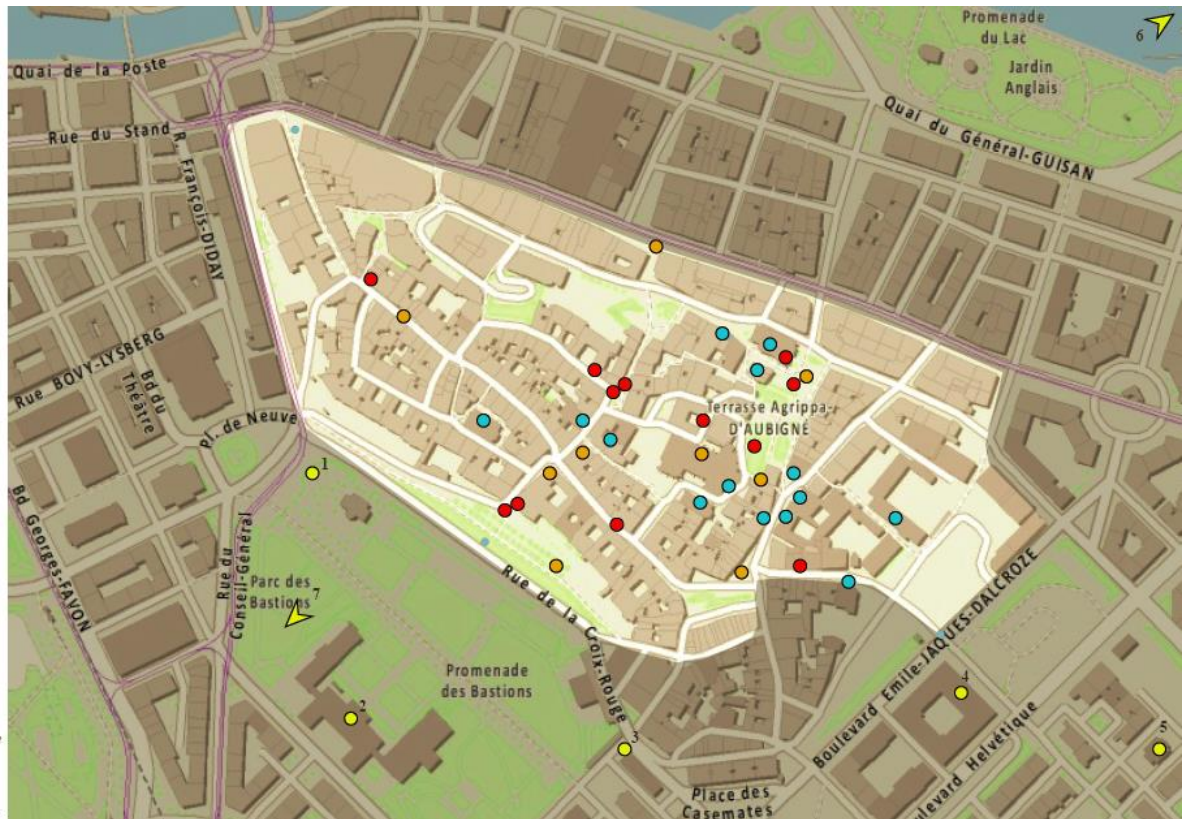 Promenade
du Lac
6
Jardin
Anglais
Quai de la Poste
Quai du Général-GUISAN
Rue du Stand
R. François-DIDAY
Rue BOVY-LYSBERG
Bd du
Théâtre
Pl. de Neuve
Terrasse Agrippa-
D'AUBIGNÉ
1
Bd Georges-FAVON
Rue du
Conseil-Général
Parc des
Bastions
7
Rue de la Croix-Rouge
Promenade
des Bastions
2
3
Boulevard Emile-JAQUES-DALCROZE
4
Boulevard Helvétique
5
Place des
Casemates